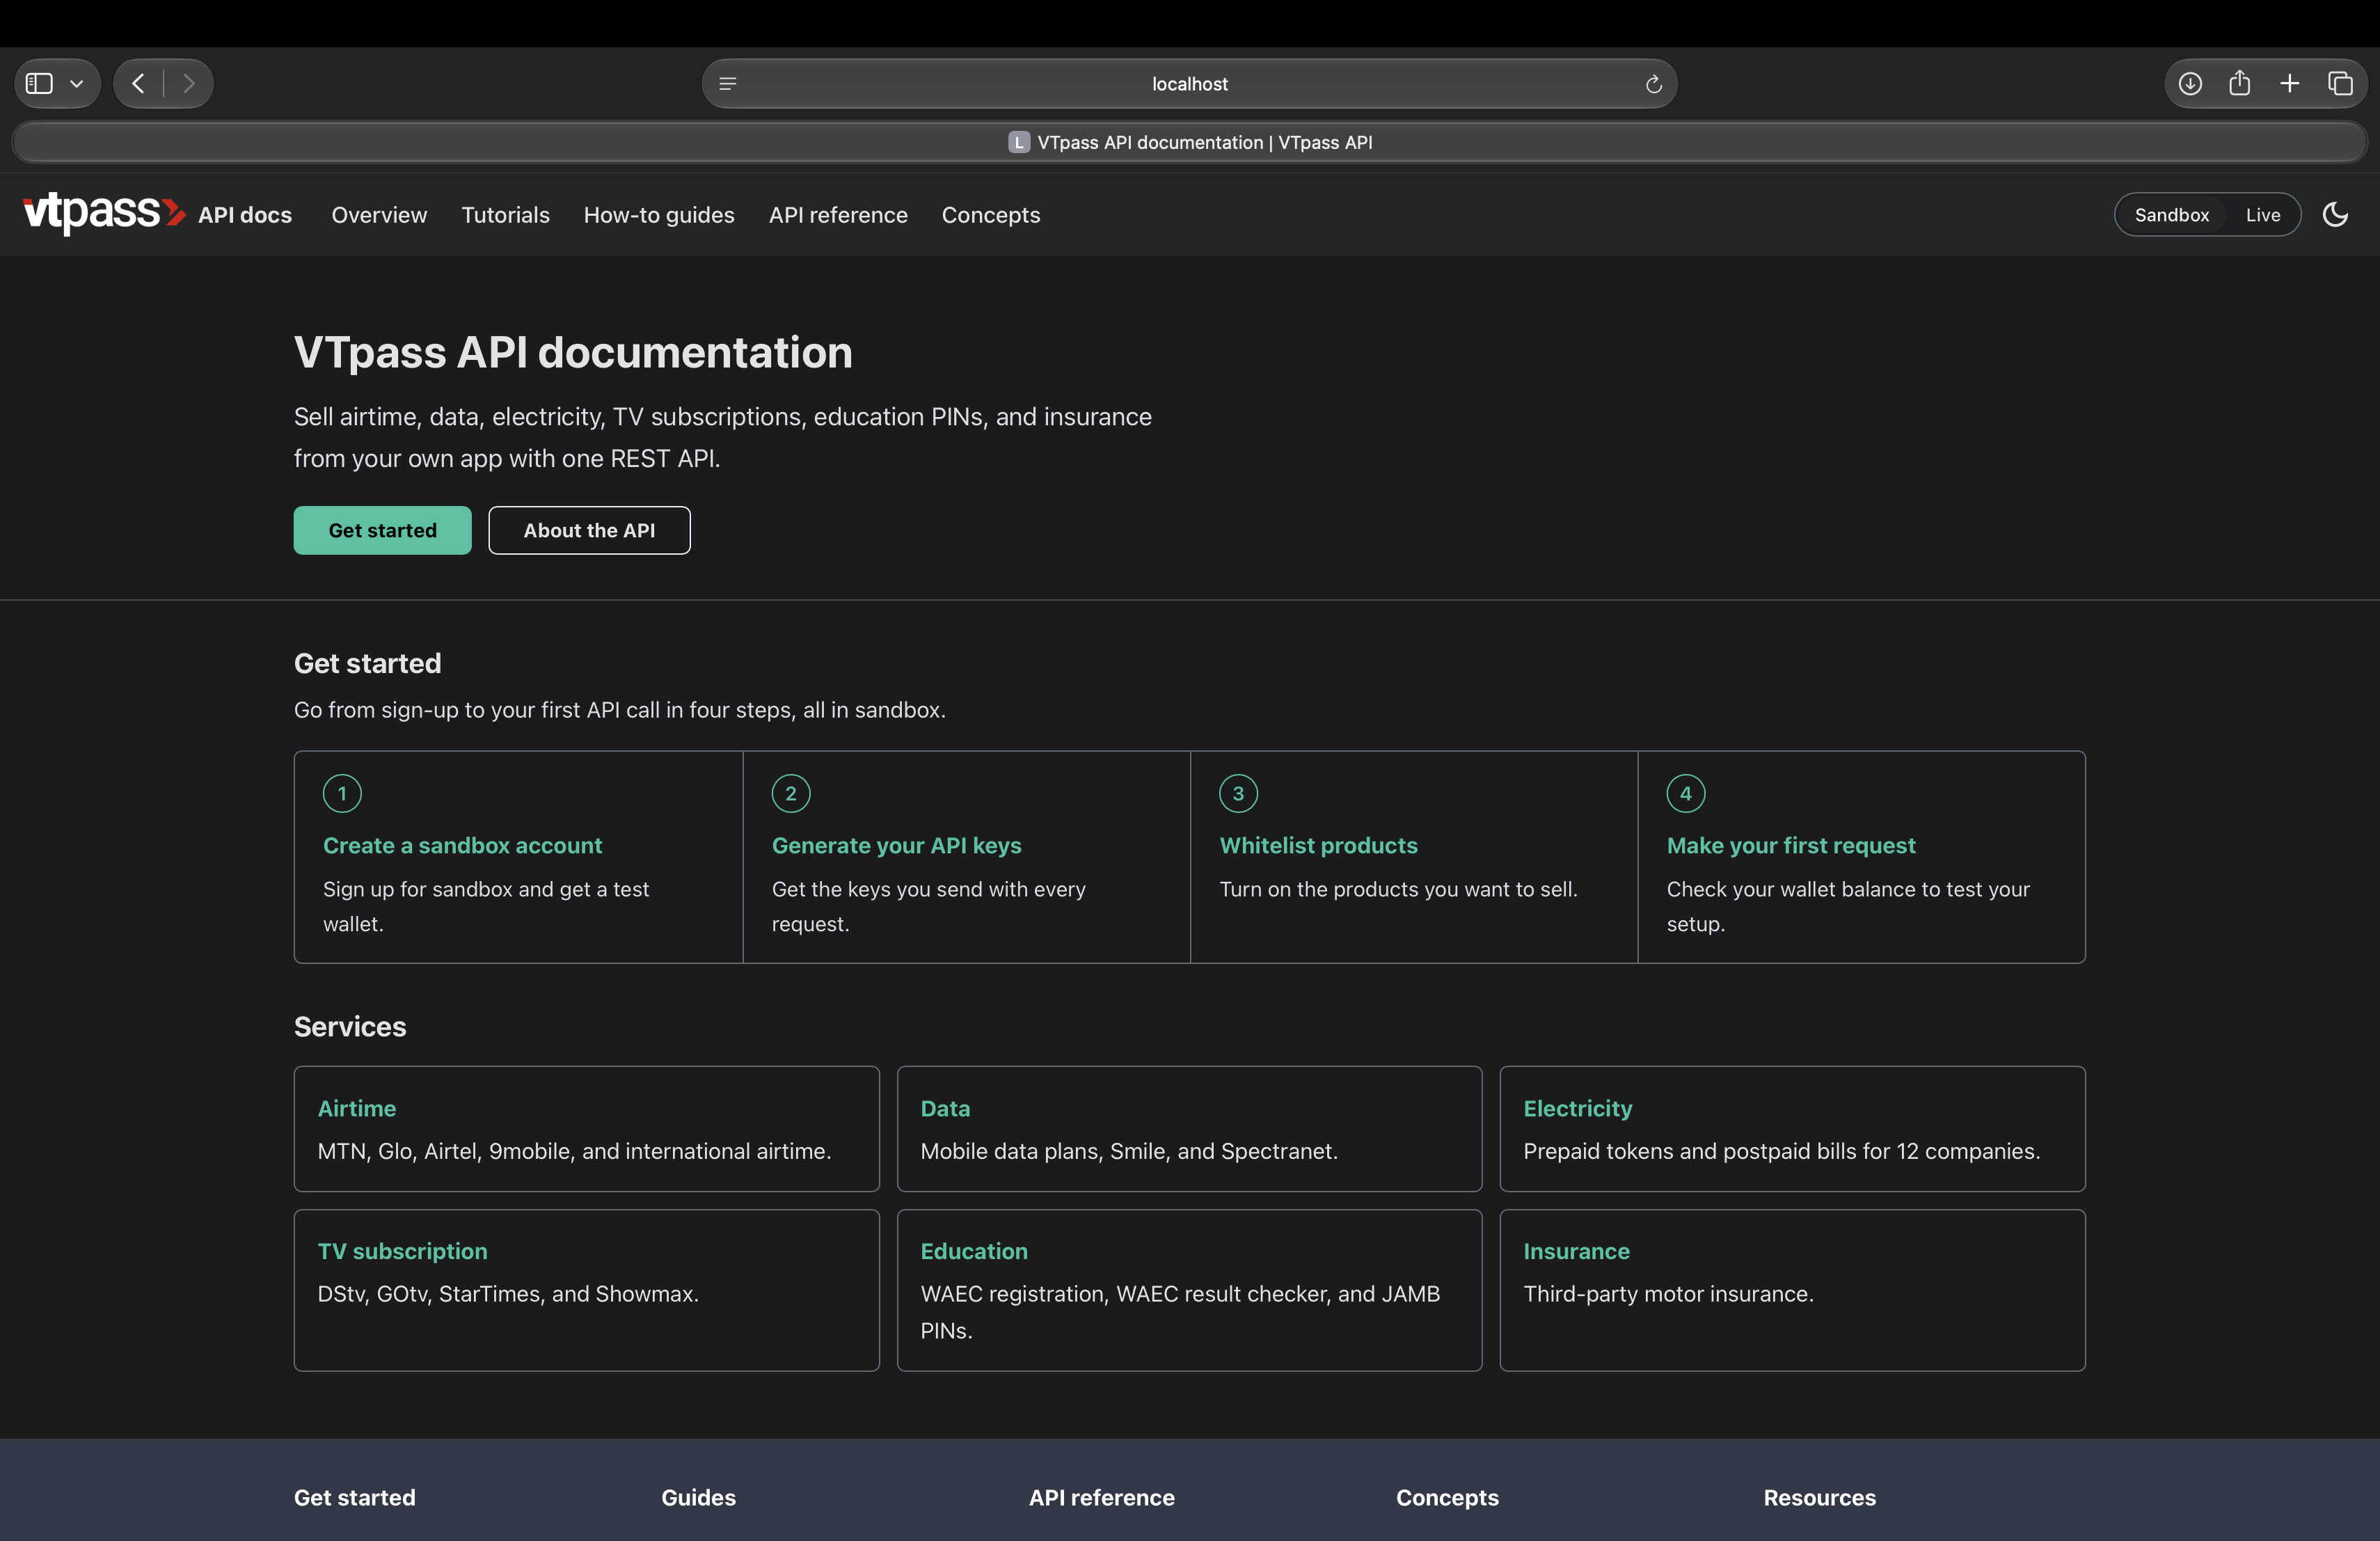 localhost
L VTpass API documentation | VTpass API
vtpass API docs Overview Tutorials How-to guides API reference Concepts Sandbox Live
VTpass API documentation
Sell airtime, data, electricity, TV subscriptions, education PINs, and insurance
from your own app with one REST API.
Get started About the API
Get started
Go from sign-up to your first API call in four steps, all in sandbox.
1
Create a sandbox account
Sign up for sandbox and get a test
wallet.
2
Generate your API keys
Get the keys you send with every
request.
3
Whitelist products
Turn on the products you want to sell.
4
Make your first request
Check your wallet balance to test your
setup.
Services
Airtime
MTN, Glo, Airtel, 9mobile, and international airtime.
Data
Mobile data plans, Smile, and Spectranet.
Electricity
Prepaid tokens and postpaid bills for 12 companies.
TV subscription
DStv, GOtv, StarTimes, and Showmax.
Education
WAEC registration, WAEC result checker, and JAMB
PINs.
Insurance
Third-party motor insurance.
Get started Guides API reference Concepts Resources